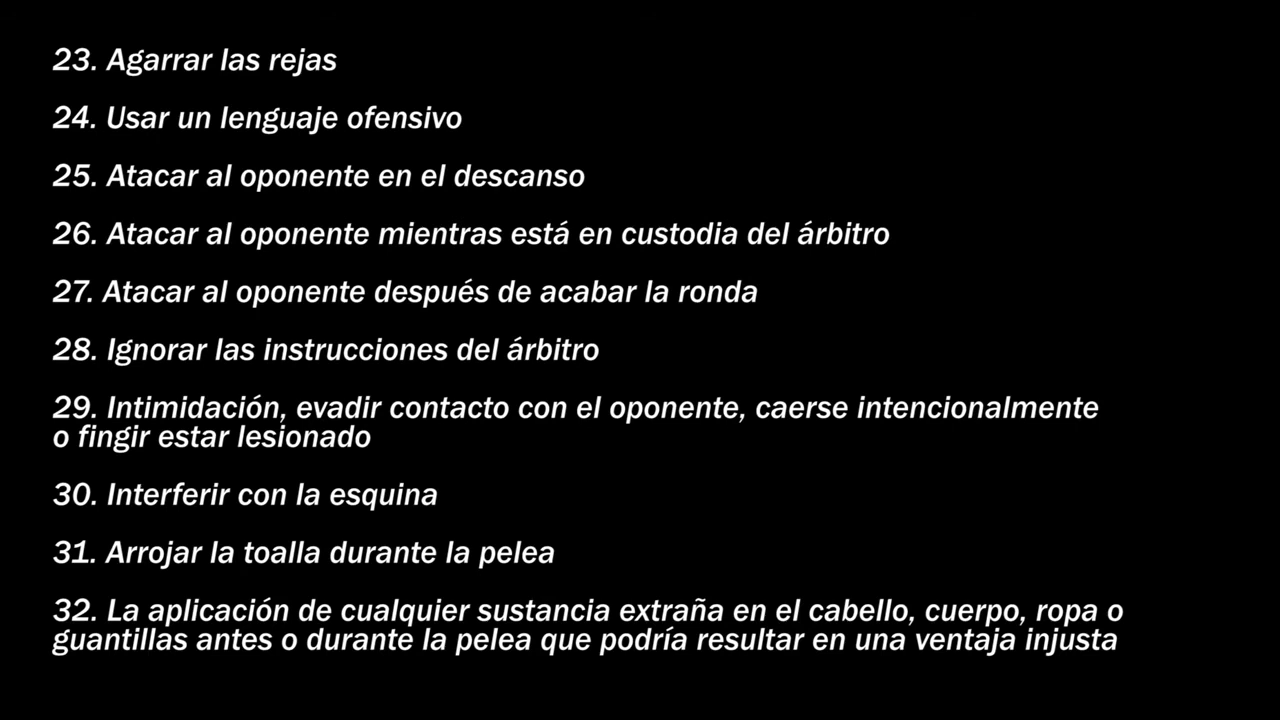 23. Agarrar las rejas
24. Usar un lenguaje ofensivo
25. Atacar al oponente en el descanso
26. Atacar al oponente mientras está en custodia del árbitro
27. Atacar al oponente después de acabar la ronda
28. Ignorar las instrucciones del árbitro
29. Intimidación, evadir contacto con el oponente, caerse intencionalmente
o fingir estar lesionado
30. Interferir con la esquina
31. Arrojar la toalla durante la pelea
32. La aplicación de cualquier sustancia extraña en el cabello, cuerpo, ropa o
guantillas antes o durante la pelea que podría resultar en una ventaja injusta